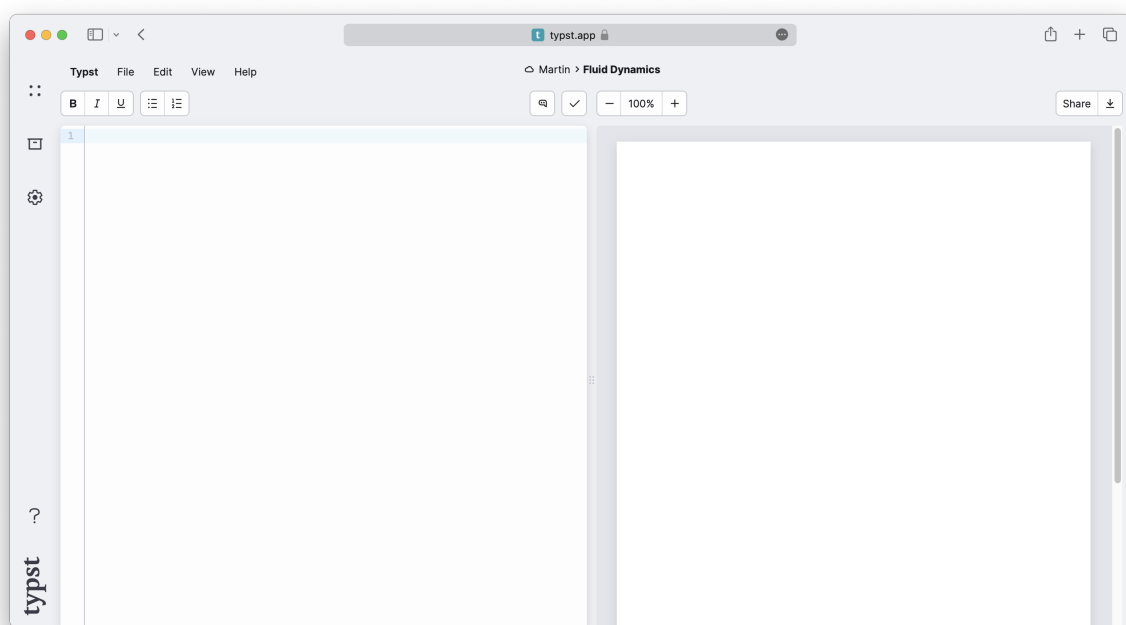 t typst.app
Typst File Edit View Help
Martin > Fluid Dynamics
B I U
100%
Share
1
?
typst